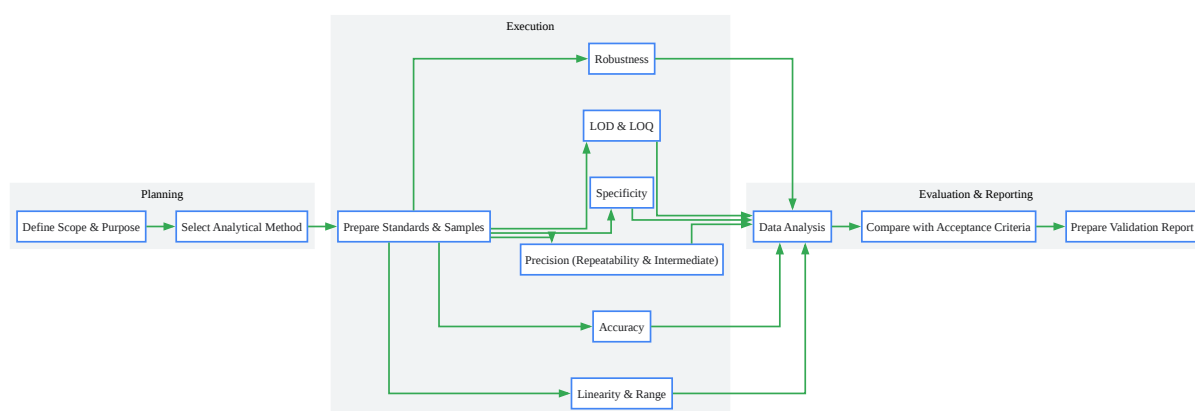 Execution
Robustness
LOD & LOQ
Planning
Specificity
Evaluation & Reporting
Define Scope & Purpose
Select Analytical Method
Prepare Standards & Samples
Data Analysis
Compare with Acceptance Criteria
Prepare Validation Report
Precision (Repeatability & Intermediate)
Accuracy
Linearity & Range